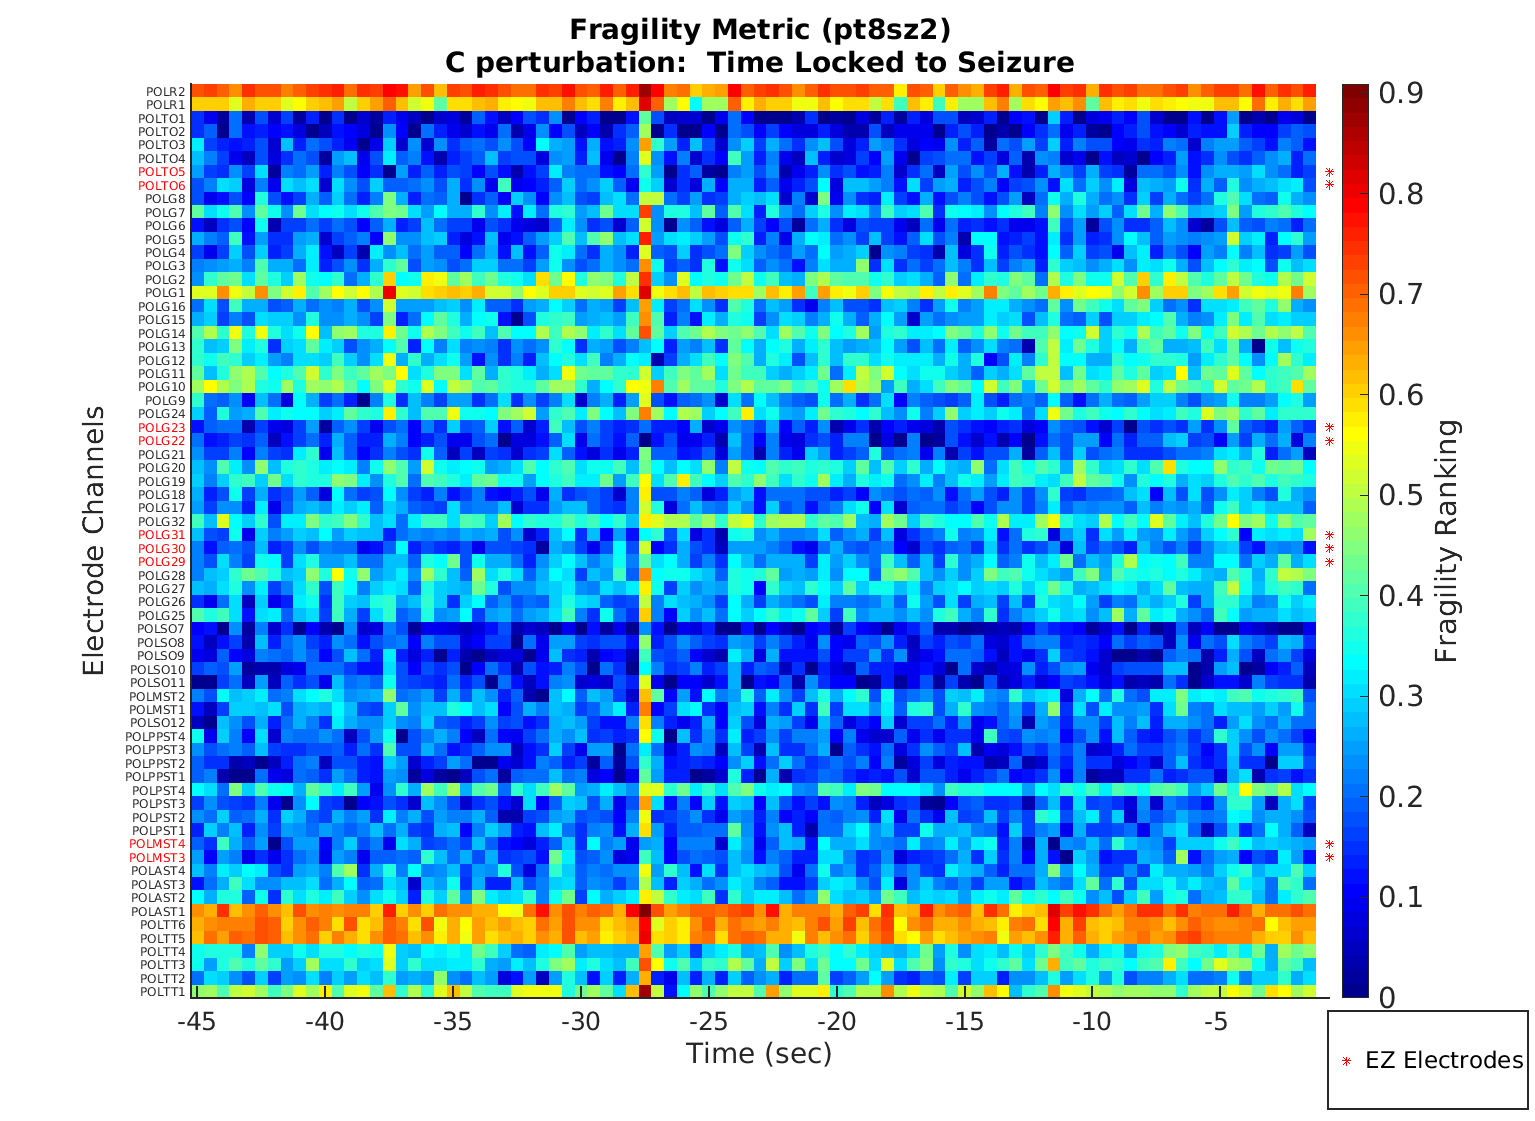 Fragility Metric (pt8sz2)
C perturbation:  Time Locked to Seizure
POLR2
POLR1
POLTO1
POLTO2
POLTO3
POLTO4
POLTO5
POLTO6
POLG8
POLG7
POLG6
POLG5
POLG4
POLG3
POLG2
POLG1
POLG16
POLG15
POLG14
POLG13
POLG12
POLG11
POLG10
POLG9
POLG24
POLG23
POLG22
POLG21
POLG20
POLG19
POLG18
POLG17
POLG32
POLG31
POLG30
POLG29
POLG28
POLG27
POLG26
POLG25
POLSO7
POLSO8
POLSO9
POLSO10
POLSO11
POLMST2
POLMST1
POLSO12
POLPPST4
POLPPST3
POLPPST2
POLPPST1
POLPST4
POLPST3
POLPST2
POLPST1
POLMST4
POLMST3
POLAST4
POLAST3
POLAST2
POLAST1
POLTT6
POLTT5
POLTT4
POLTT3
POLTT2
POLTT1
Electrode Channels
-45 -40 -35 -30 -25 -20 -15 -10 -5
Time (sec)
0.9
0.8
0.7
0.6
0.5
0.4
0.3
0.2
0.1
0
Fragility Ranking
EZ Electrodes